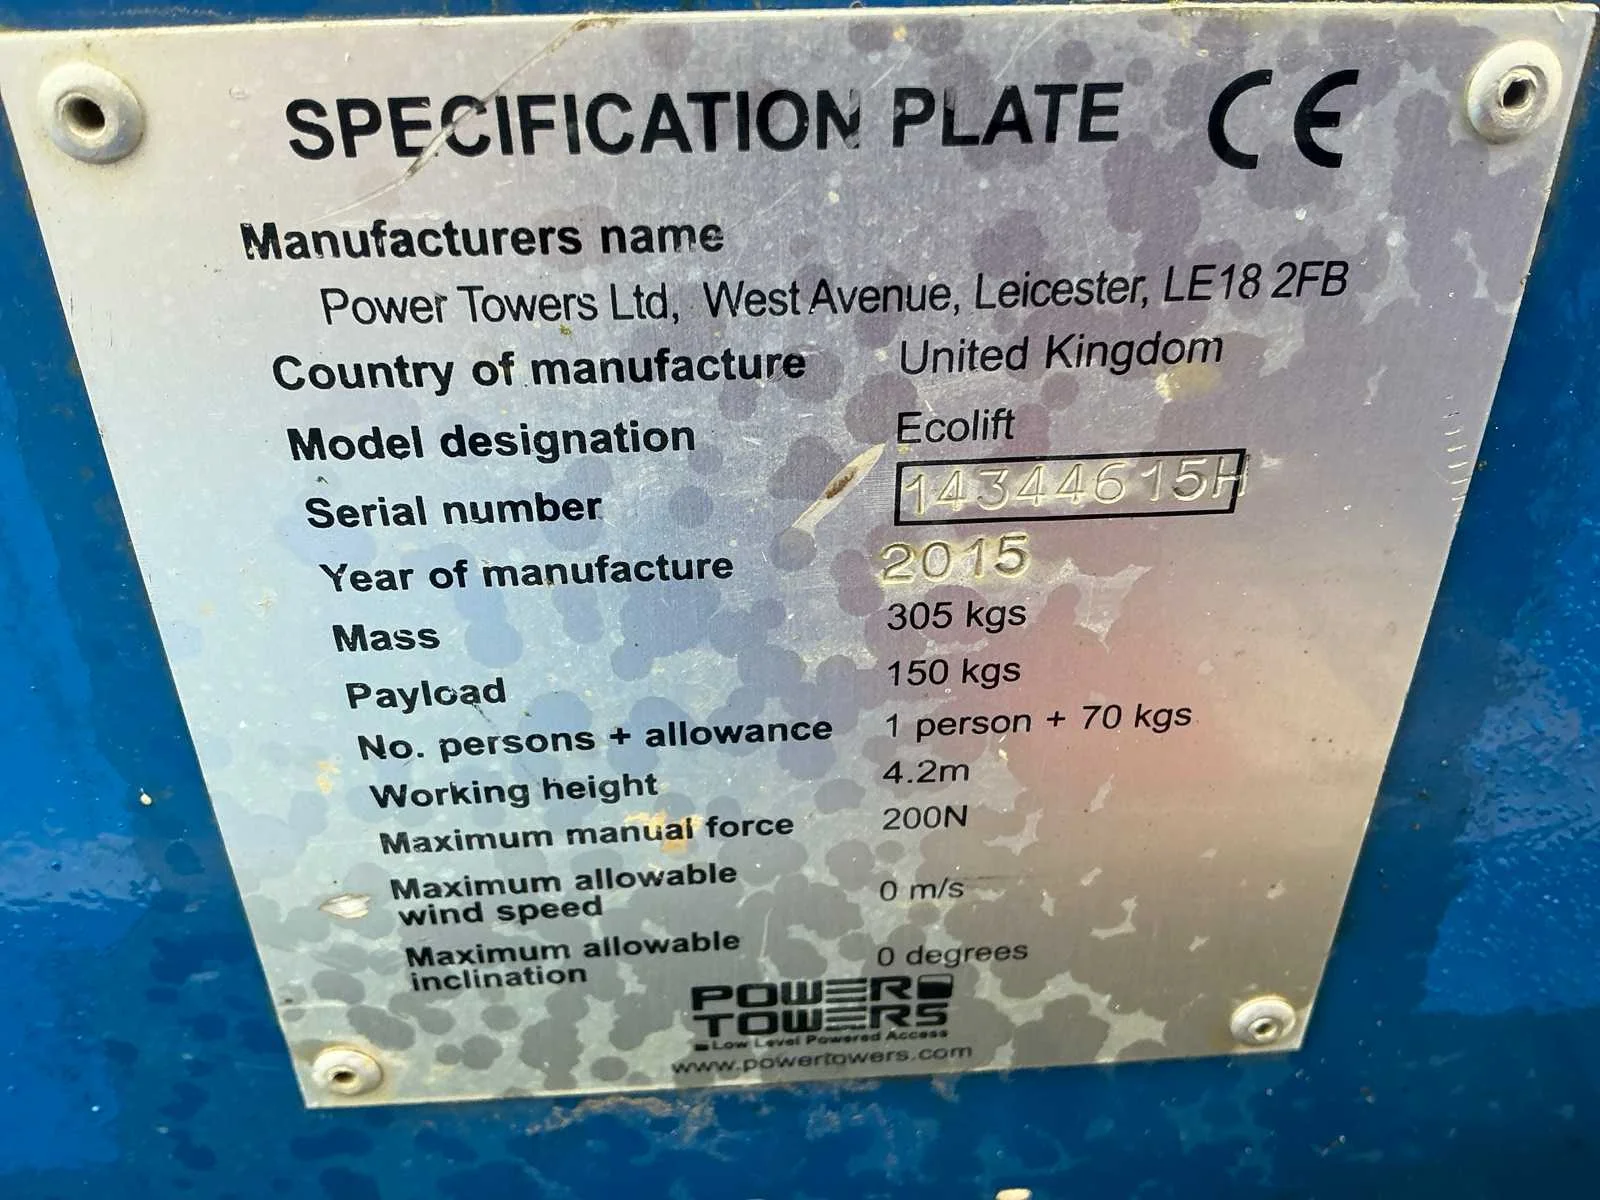 SPECIFICATION PLATE CE
Manufacturers name
Power Towers Ltd, West Avenue, Leicester, LE18 2FB
Country of manufacture United Kingdom
Model designation Ecolift
Serial number 14344615H
Year of manufacture 2015
Mass 305 kgs
Payload 150 kgs
No. persons + allowance 1 person + 70 kgs
Working height 4.2m
Maximum manual force 200N
Maximum allowable
wind speed 0 m/s
Maximum allowable
inclination 0 degrees
POWER
TOWERS
Low Level Powered Access
www.powertowers.com